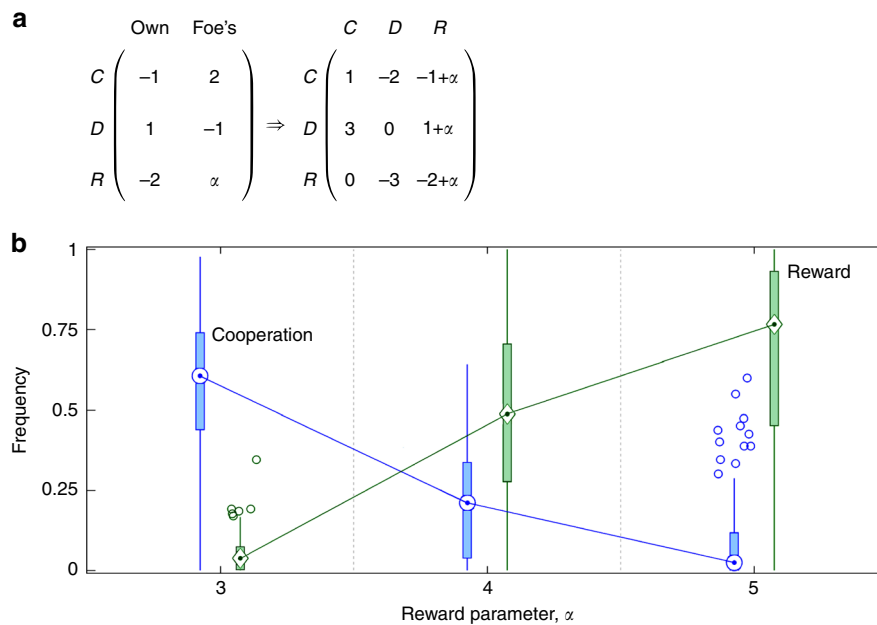 a
Own Foe's C D R
C −1 2 C 1 −2 −1+α
D 1 −1 ⇒ D 3 0 1+α
R −2 α R 0 −3 −2+α
b
1
Reward
Cooperation
0.75
0.5
0.25
0
Frequency
3 4 5
Reward parameter, α